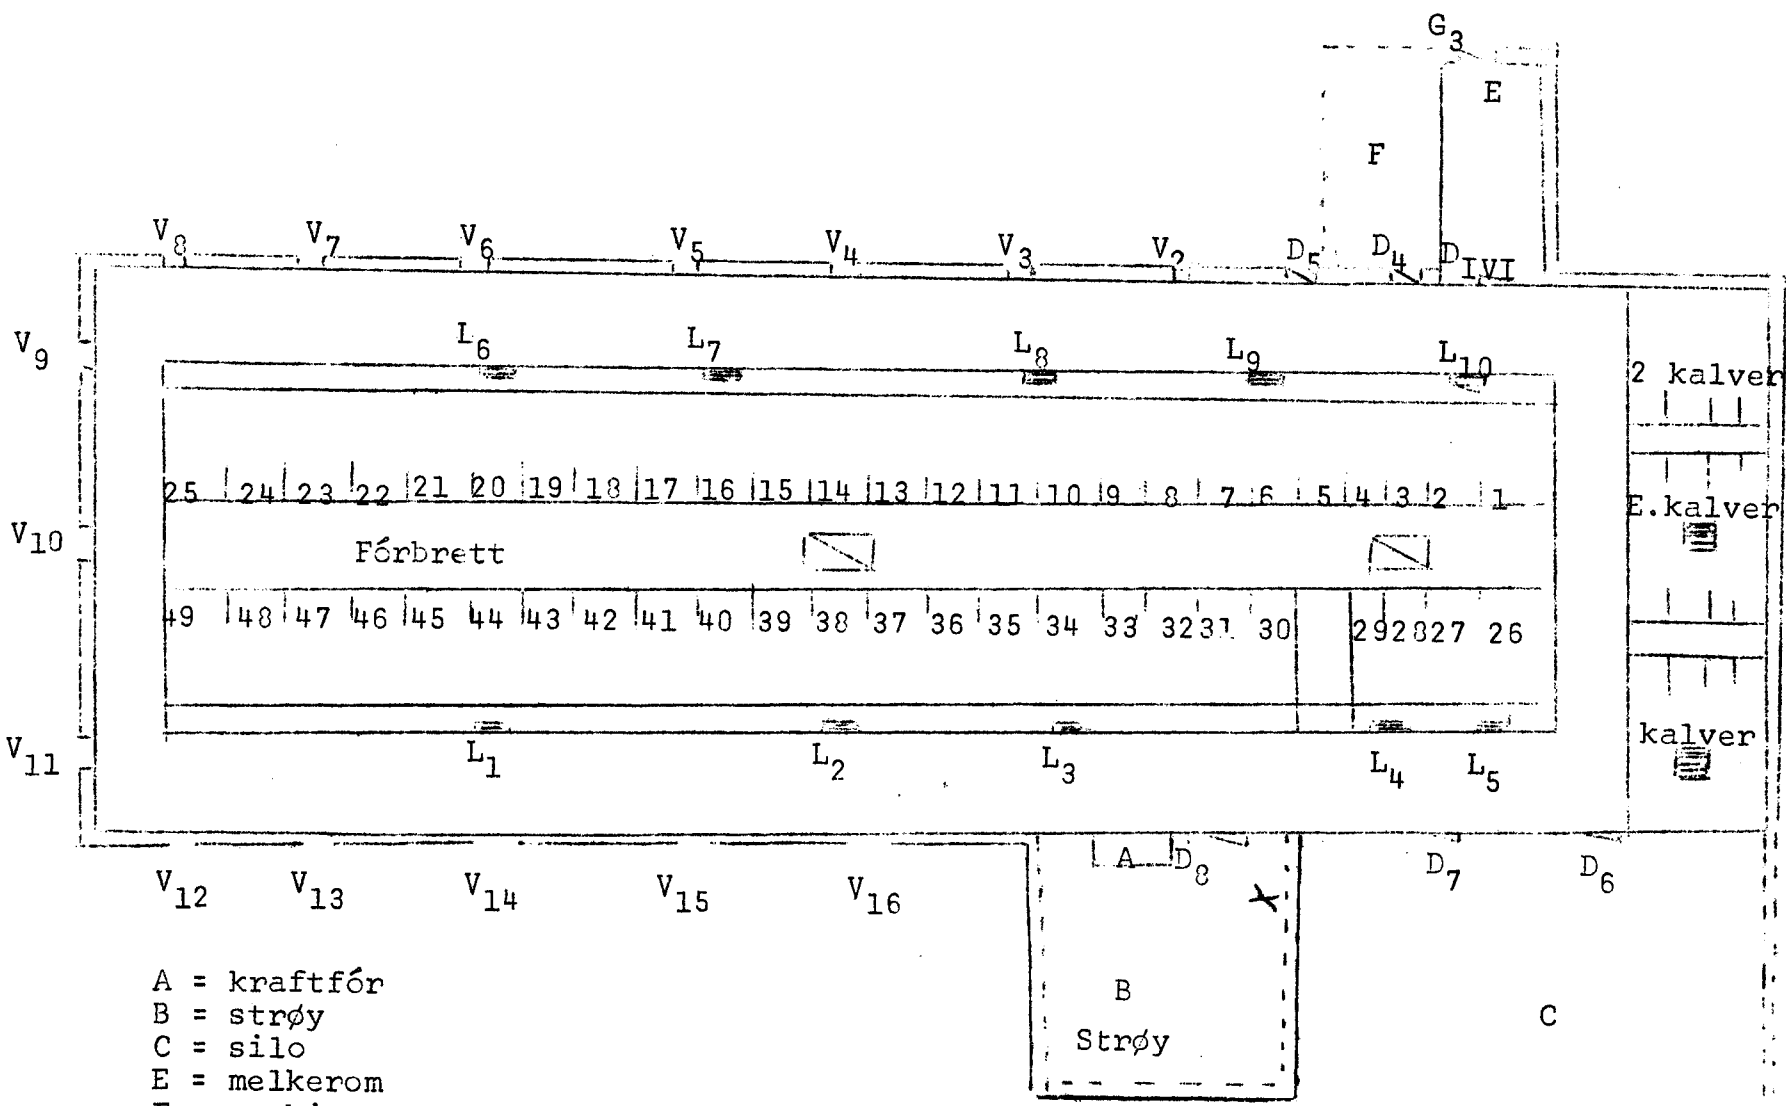 G3
E
F
V8 V7 V6 V5 V4 V3 V2 D5 D4 DIVI
V9
L6 L7 L8 L9 L10
2 kalver
25 24 23 22 21 20 19 18 17 16 15 14 13 12 11 10 9 8 7 6 5 4 3 2 1
E.kalver
V10
Fórbrett
49 48 47 46 45 44 43 42 41 40 39 38 37 36 35 34 33 32 31 30 29 28 27 26
kalver
V11
L1 L2 L3 L4 L5
A D8 D7 D6
V12 V13 V14 V15 V16
X
A = kraftfór
B = strøy
C = silo
E = melkerom
B
Strøy
C